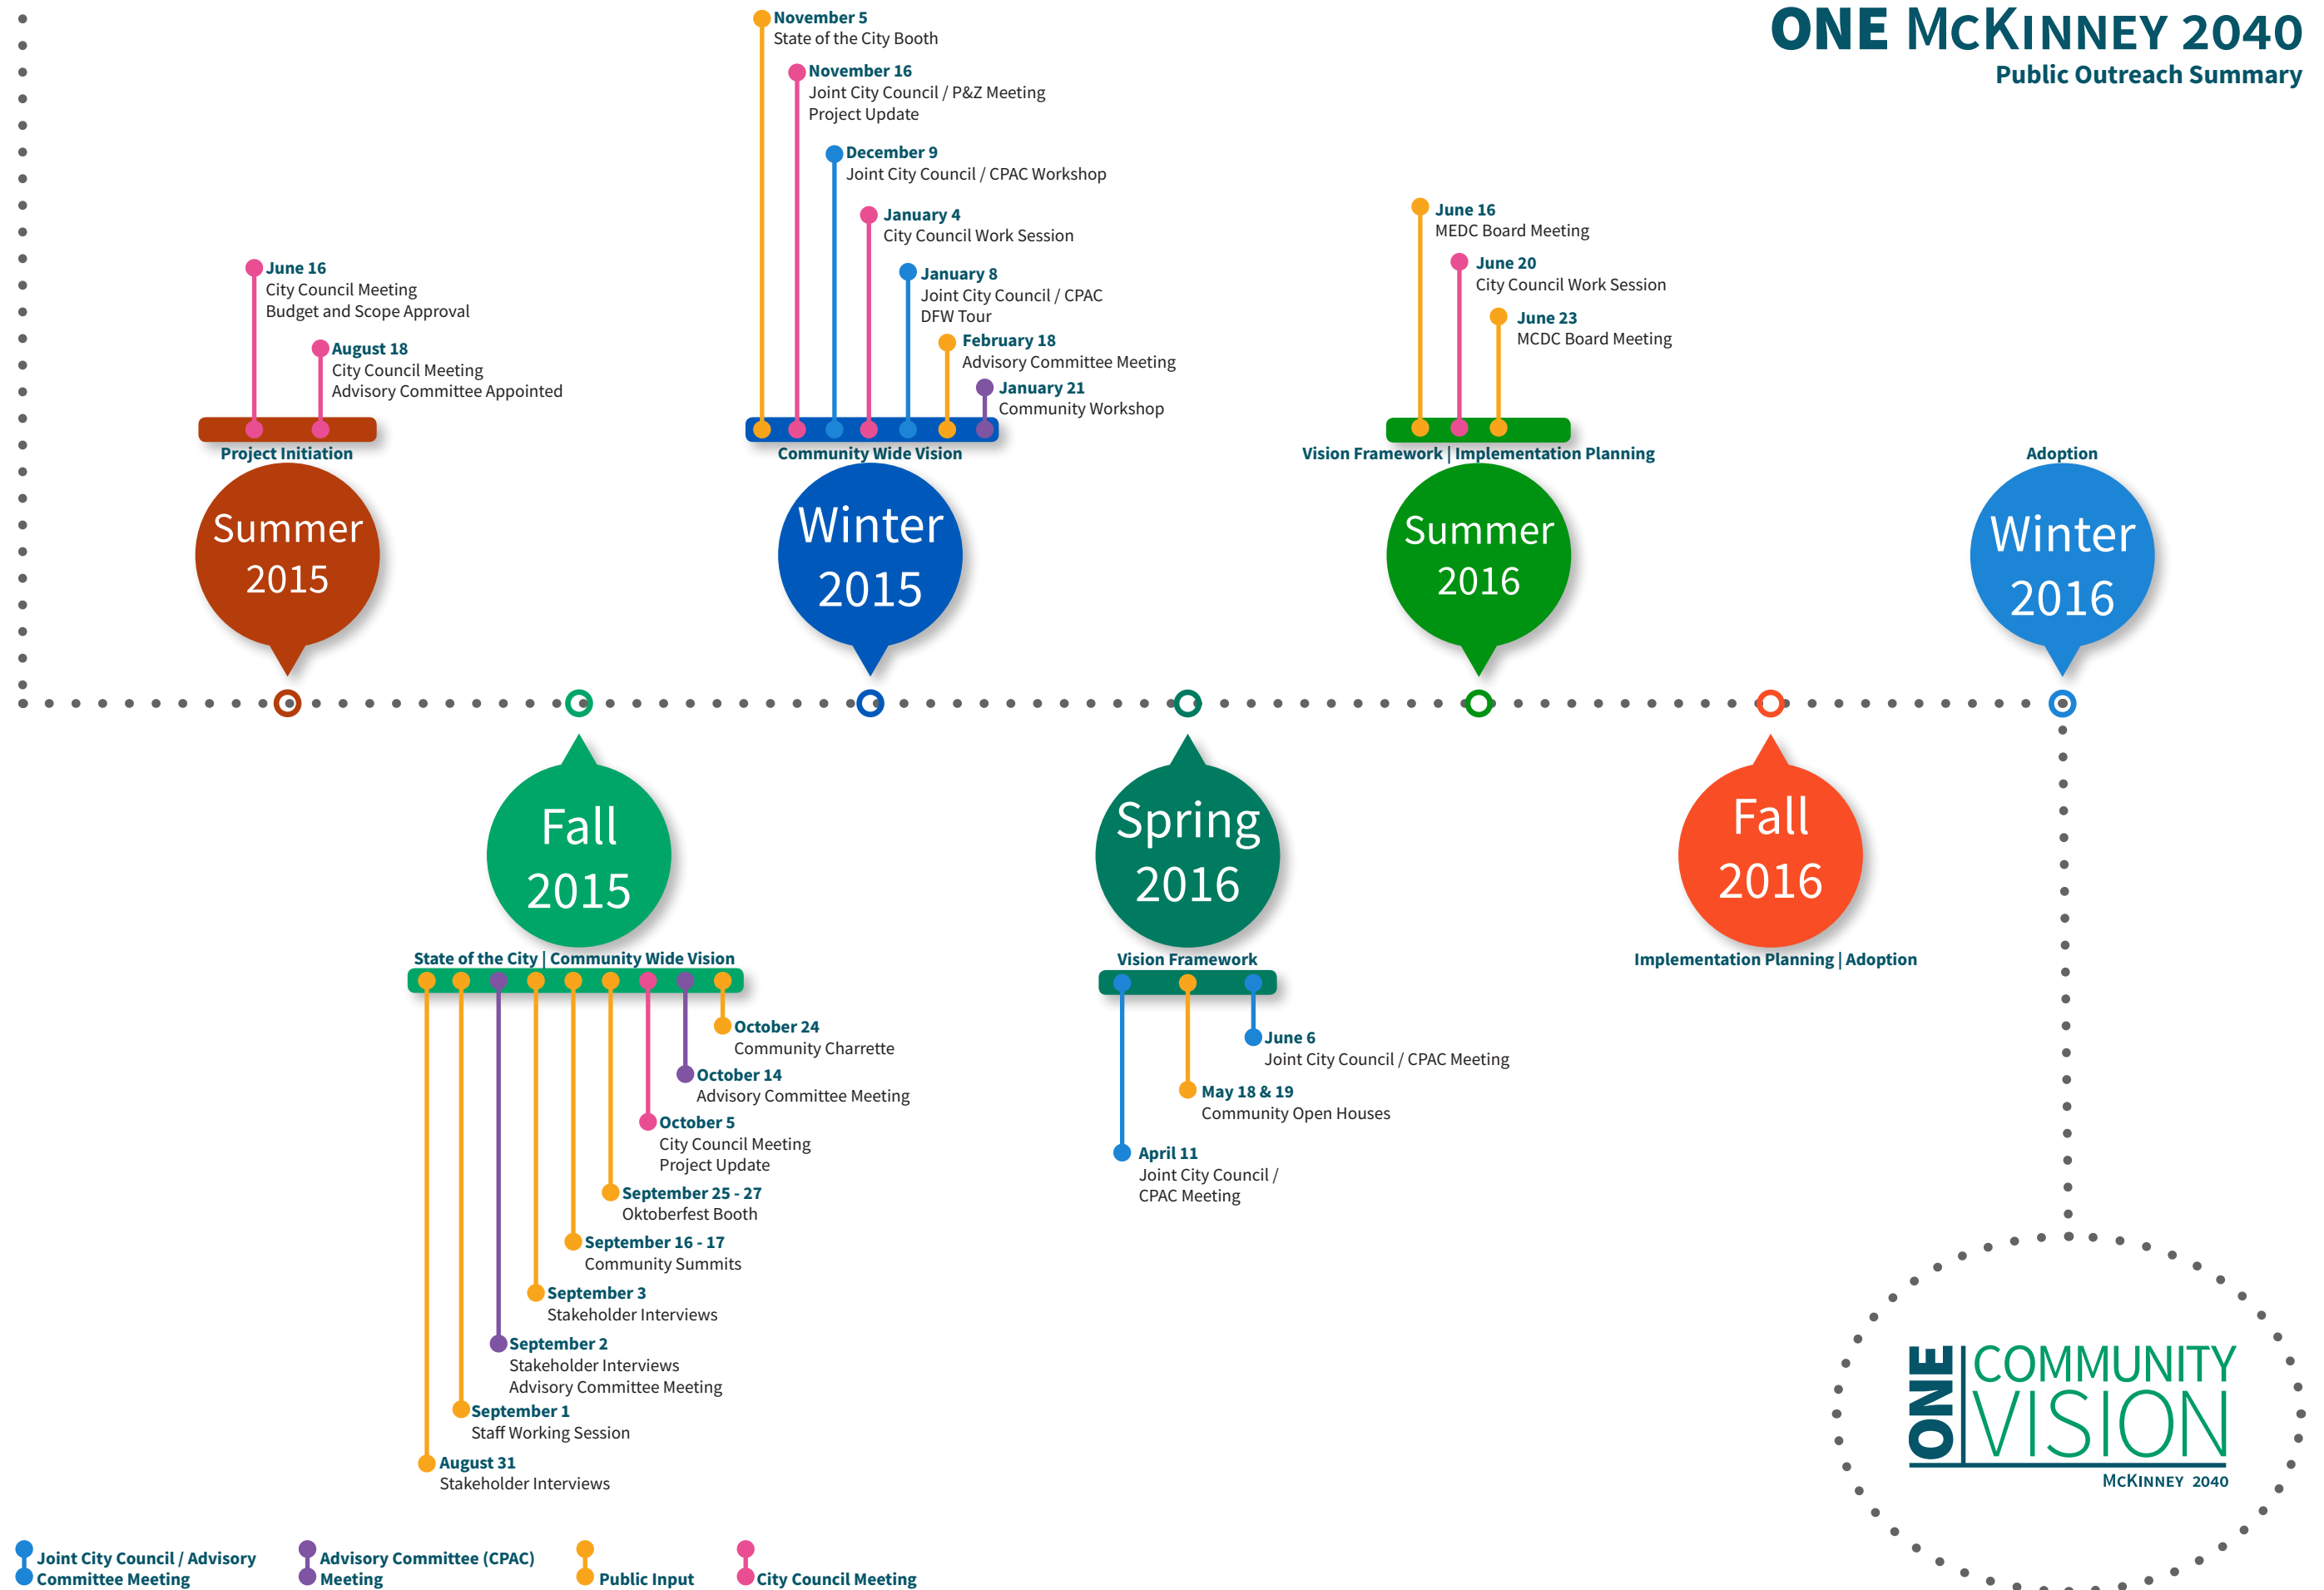 ONE McKINNEY 2040
Public Outreach Summary
June 16
City Council Meeting
Budget and Scope Approval
August 18
City Council Meeting
Advisory Committee Appointed
Project Initiation
Summer
2015
November 5
State of the City Booth
November 16
Joint City Council / P&Z Meeting
Project Update
December 9
Joint City Council / CPAC Workshop
January 4
City Council Work Session
January 8
Joint City Council / CPAC
DFW Tour
February 18
Advisory Committee Meeting
January 21
Community Workshop
Community Wide Vision
Winter
2015
June 16
MEDC Board Meeting
June 20
City Council Work Session
June 23
MCDC Board Meeting
Vision Framework | Implementation Planning
Summer
2016
Adoption
Winter
2016
Fall
2015
State of the City | Community Wide Vision
October 24
Community Charrette
October 14
Advisory Committee Meeting
October 5
City Council Meeting
Project Update
September 25 - 27
Oktoberfest Booth
September 16 - 17
Community Summits
September 3
Stakeholder Interviews
September 2
Stakeholder Interviews
Advisory Committee Meeting
September 1
Staff Working Session
August 31
Stakeholder Interviews
Spring
2016
Vision Framework
June 6
Joint City Council / CPAC Meeting
May 18 & 19
Community Open Houses
April 11
Joint City Council /
CPAC Meeting
Fall
2016
Implementation Planning | Adoption
ONE
COMMUNITY
VISION
McKINNEY 2040
Joint City Council / Advisory
Committee Meeting
Advisory Committee (CPAC)
Meeting
Public Input
City Council Meeting